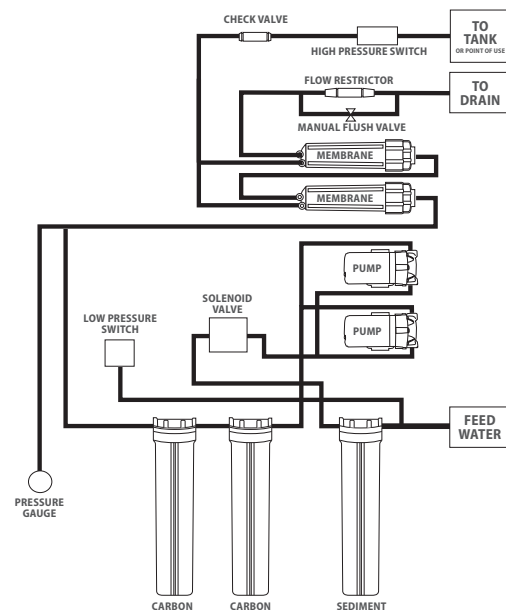 CHECK VALVE
HIGH PRESSURE SWITCH
TO
TANK
OR POINT OF USE
FLOW RESTRICTOR
TO
DRAIN
MANUAL FLUSH VALVE
MEMBRANE
MEMBRANE
PUMP
SOLENOID
VALVE
LOW PRESSURE
SWITCH
PUMP
FEED
WATER
PRESSURE
GAUGE
CARBON
CARBON
SEDIMENT